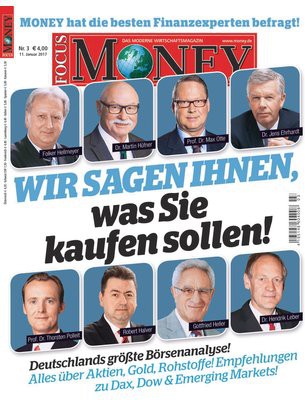 MONEY hat die besten Finanzexperten befragt!
Nr. 3 € 4,00
11. Januar 2017
DAS MODERNE WIRTSCHAFTSMAGAZIN
www.money.de
FOCUS
MONEY
Folker Hellmeyer
Dr. Martin Hüfner
Prof. Dr. Max Otte
Dr. Jens Ehrhardt
WIR SAGEN IHNEN,
was Sie
kaufen sollen!
Prof. Dr. Thorsten Polleit
Robert Halver
Gottfried Heller
Dr. Hendrik Leber
Deutschlands größte Börsenanalyse!
Alles über Aktien, Gold, Rohstoffe! Empfehlungen
zu Dax, Dow & Emerging Markets!